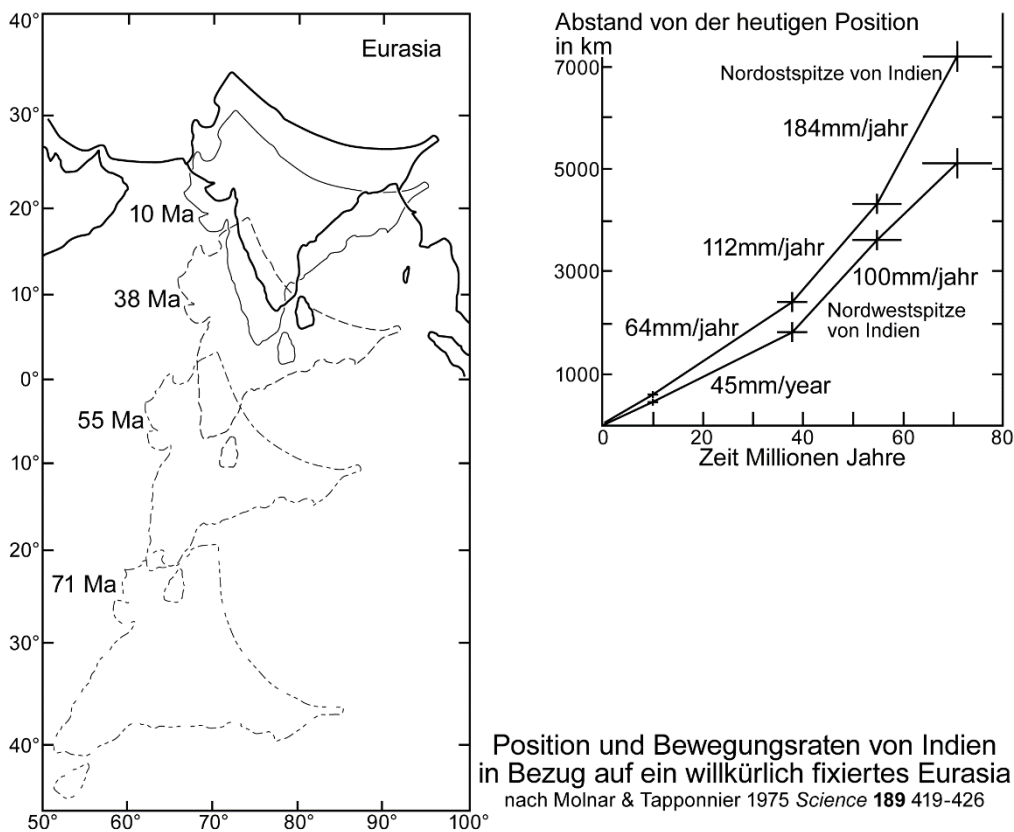 40°
Eurasia
30°
20°
10 Ma
10°
38 Ma
0°
55 Ma
10°
20°
71 Ma
30°
40°
50° 60° 70° 80° 90° 100°
Abstand von der heutigen Position
in km
7000
Nordostspitze von Indien
184mm/jahr
5000
112mm/jahr
100mm/jahr
3000
Nordwestspitze
von Indien
64mm/jahr
1000
45mm/year
0 20 40 60 80
Zeit Millionen Jahre
Position und Bewegungsraten von Indien
in Bezug auf ein willkürlich fixiertes Eurasia
nach Molnar & Tapponnier 1975 Science 189 419-426